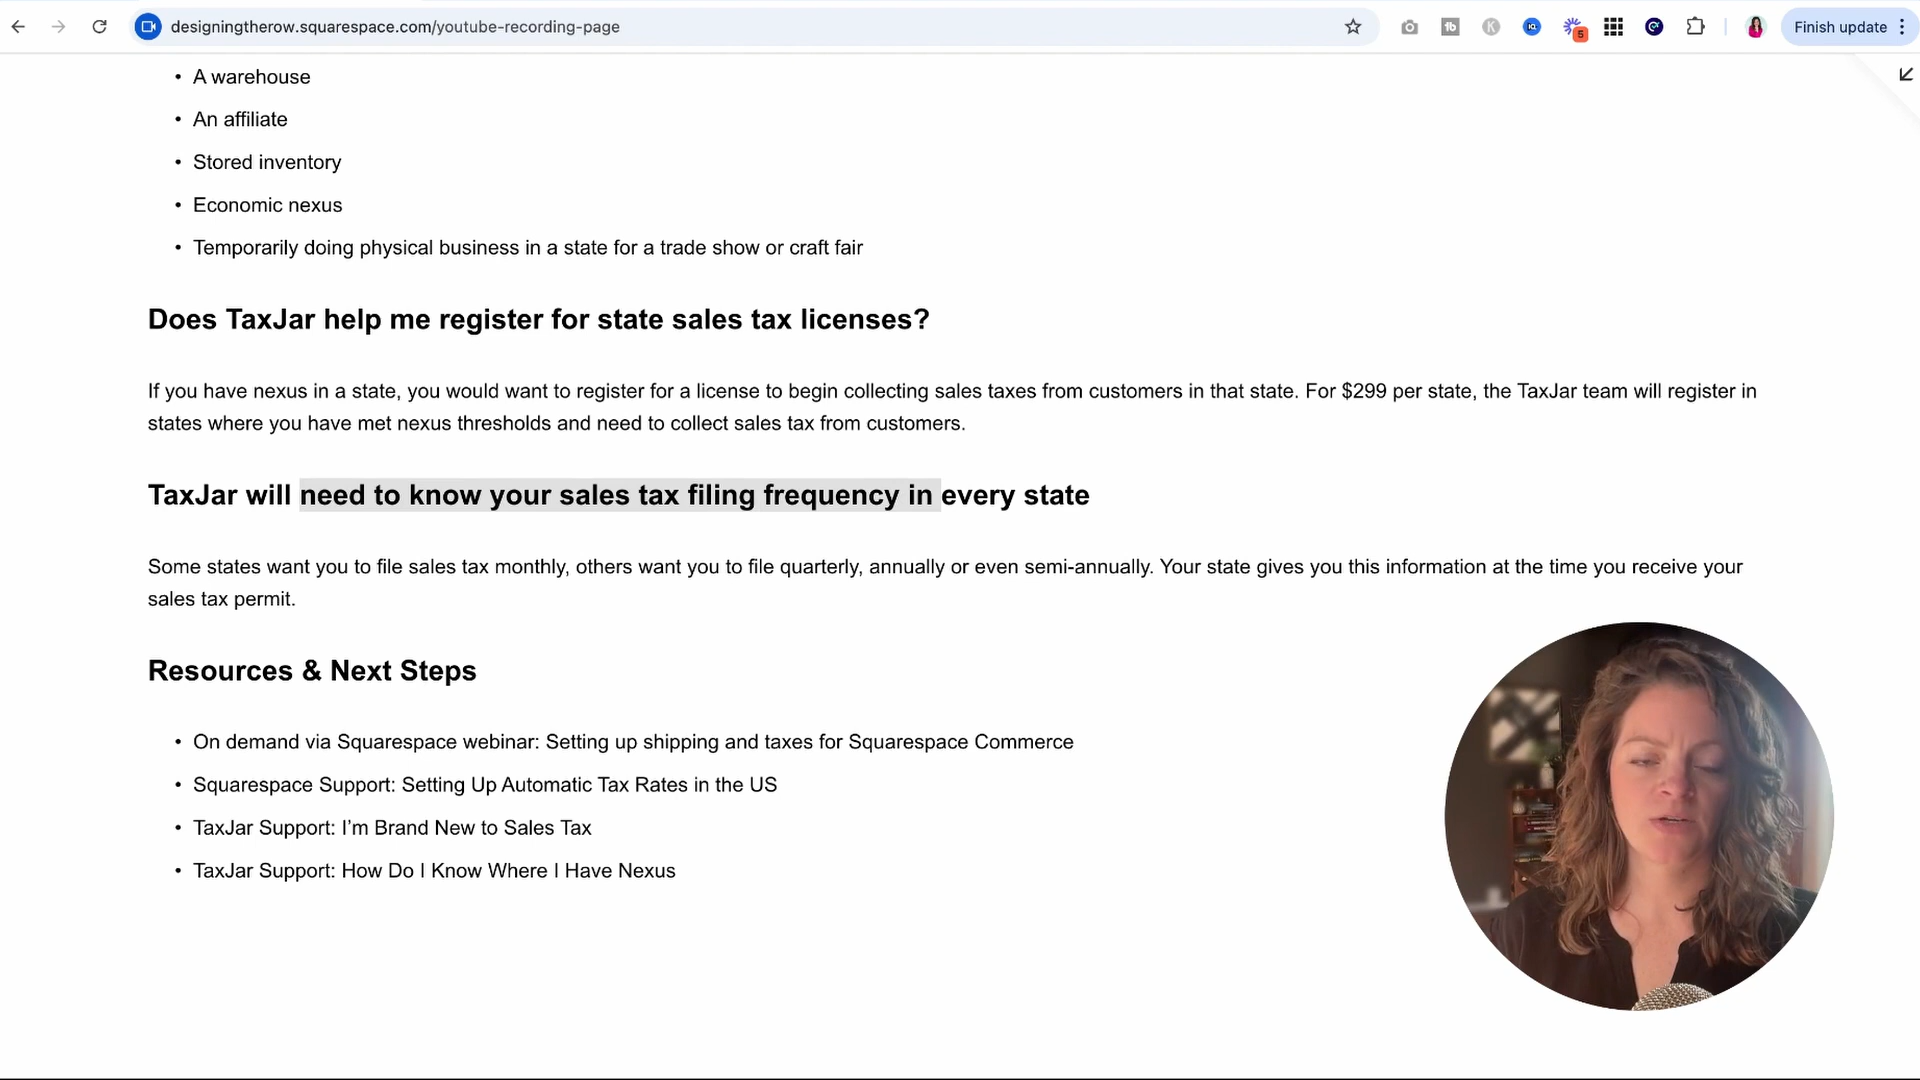 designingtherow.squarespace.com/youtube-recording-page
Finish update
5
• A warehouse
• An affiliate
• Stored inventory
• Economic nexus
• Temporarily doing physical business in a state for a trade show or craft fair
Does TaxJar help me register for state sales tax licenses?
If you have nexus in a state, you would want to register for a license to begin collecting sales taxes from customers in that state. For $299 per state, the TaxJar team will register in
states where you have met nexus thresholds and need to collect sales tax from customers.
TaxJar will need to know your sales tax filing frequency in every state
Some states want you to file sales tax monthly, others want you to file quarterly, annually or even semi-annually. Your state gives you this information at the time you receive your
sales tax permit.
Resources & Next Steps
• On demand via Squarespace webinar: Setting up shipping and taxes for Squarespace Commerce
• Squarespace Support: Setting Up Automatic Tax Rates in the US
• TaxJar Support: I’m Brand New to Sales Tax
• TaxJar Support: How Do I Know Where I Have Nexus